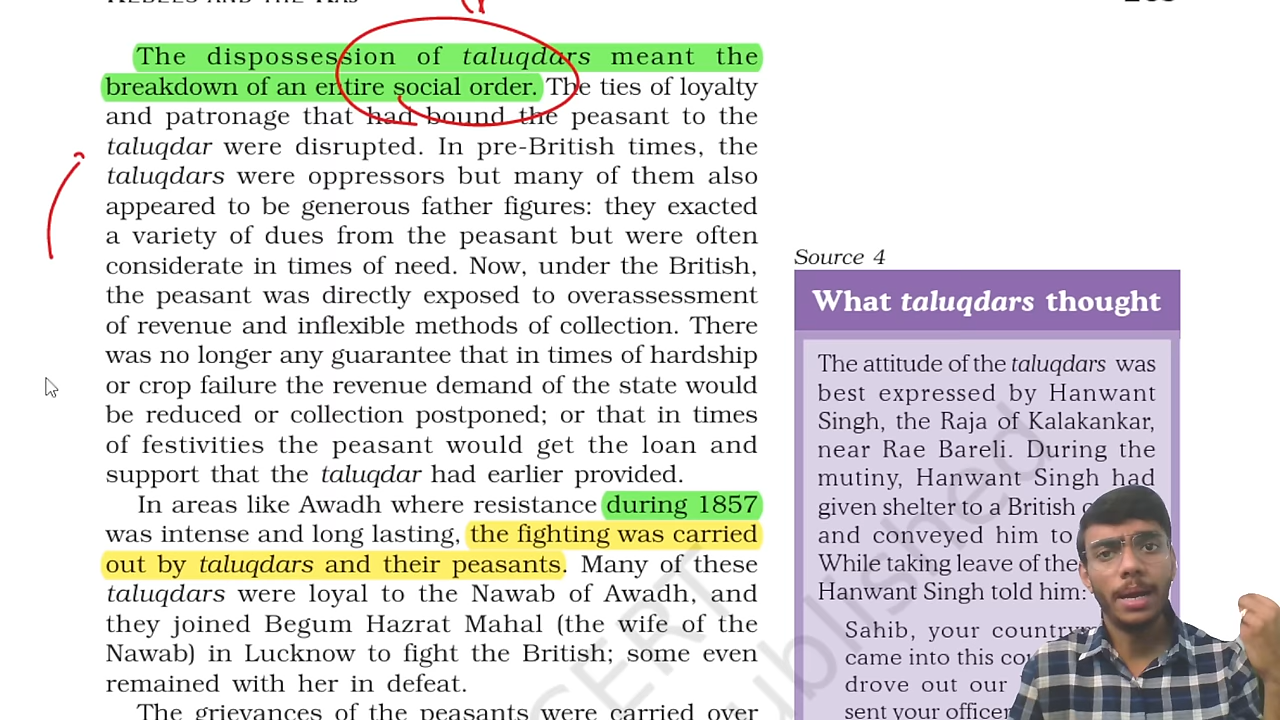 REBELS AND THE RAJ
The dispossession of taluqdars meant the
breakdown of an entire social order. The ties of loyalty
and patronage that had bound the peasant to the
taluqdar were disrupted. In pre-British times, the
taluqdars were oppressors but many of them also
appeared to be generous father figures: they exacted
a variety of dues from the peasant but were often
considerate in times of need. Now, under the British,
the peasant was directly exposed to overassessment
of revenue and inflexible methods of collection. There
was no longer any guarantee that in times of hardship
or crop failure the revenue demand of the state would
be reduced or collection postponed; or that in times
of festivities the peasant would get the loan and
support that the taluqdar had earlier provided.
In areas like Awadh where resistance during 1857
was intense and long lasting, the fighting was carried
out by taluqdars and their peasants. Many of these
taluqdars were loyal to the Nawab of Awadh, and
they joined Begum Hazrat Mahal (the wife of the
Nawab) in Lucknow to fight the British; some even
remained with her in defeat.
The grievances of the peasants were carried over
Source 4
What taluqdars thought
The attitude of the taluqdars was
best expressed by Hanwant
Singh, the Raja of Kalakankar,
near Rae Bareli. During the
mutiny, Hanwant Singh had
given shelter to a British
and conveyed him to
While taking leave of the
Hanwant Singh told him:
Sahib, your
came into this
drove out our
sent your